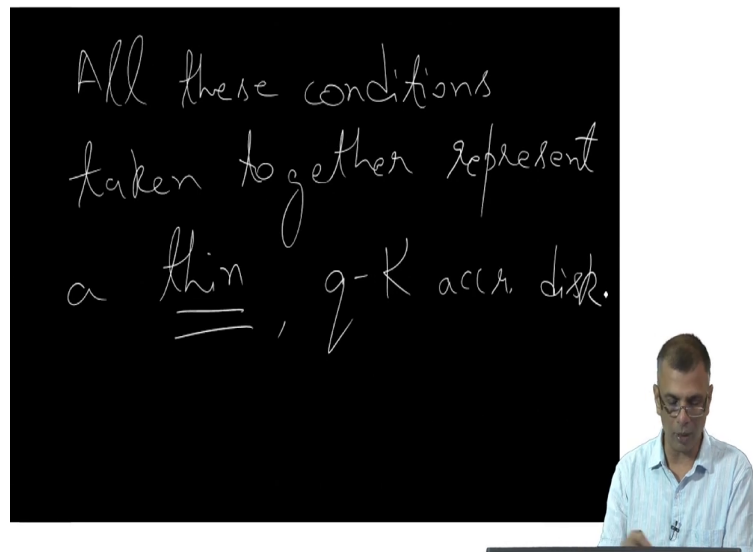 All these conditions
taken together represent
a thin, q-K accr. disk.